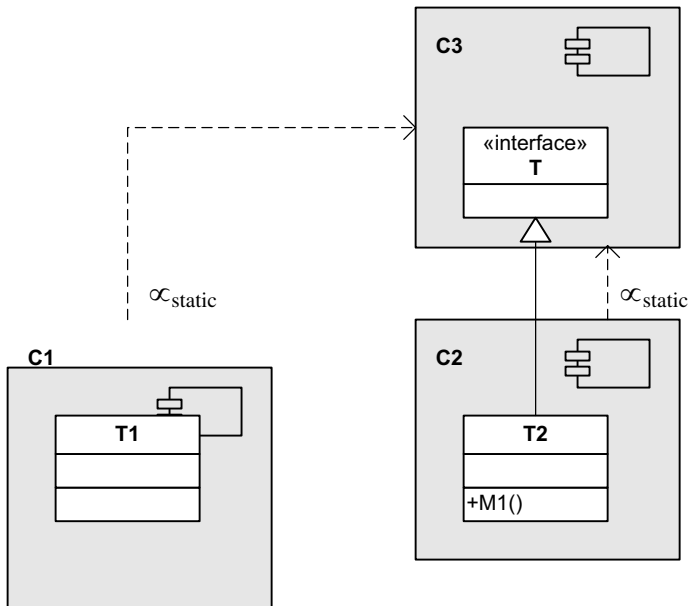 C3
«interface»
T
∝static
∝static
C1
C2
T1
T2
+M1()